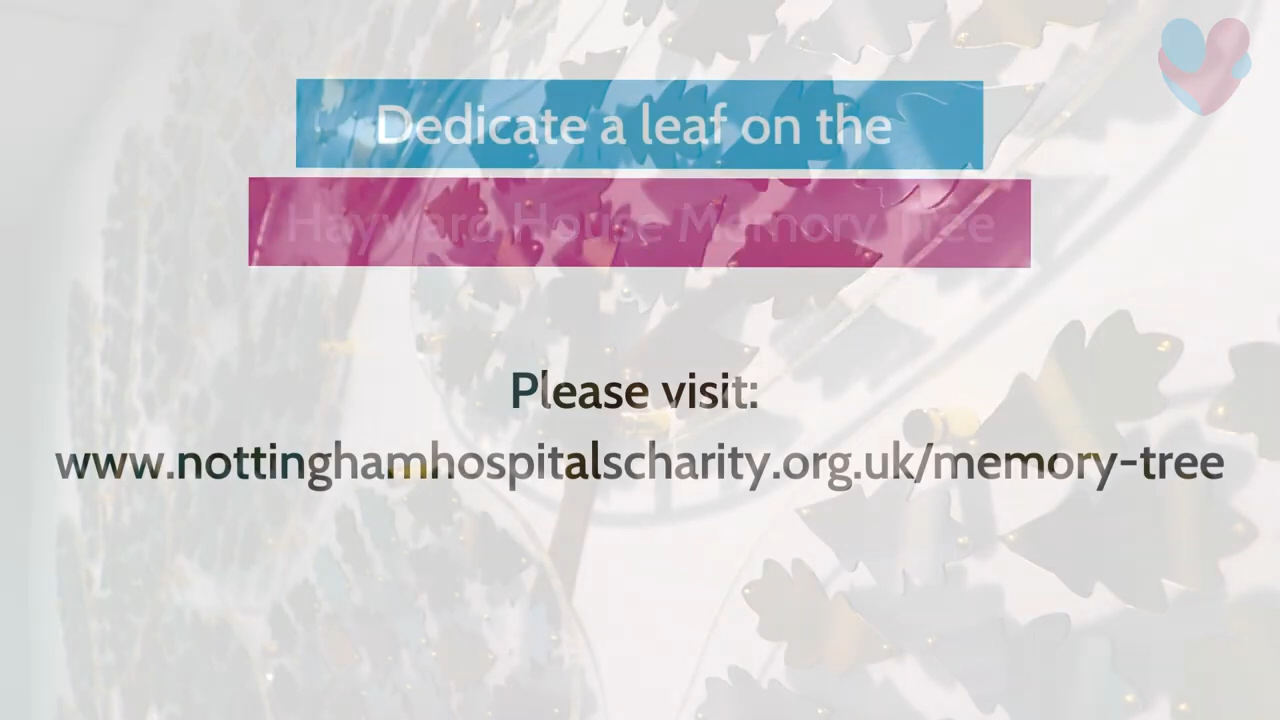 Dedicate a leaf on the
Hayward House Memory Tree
Please visit:
www.nottinghamhospitalscharity.org.uk/memory-tree